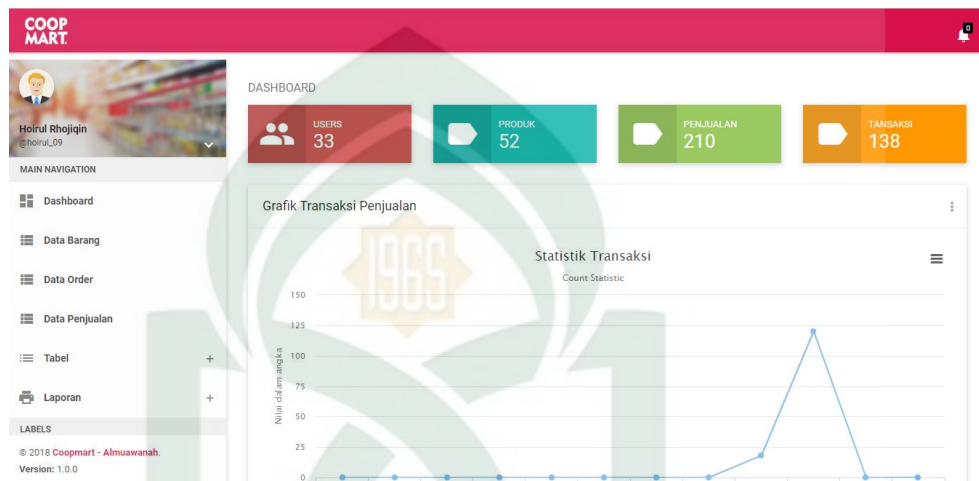 COOP
MART.
0
Hoirul Rhojiqin
@hoirul_09
MAIN NAVIGATION
Dashboard
Data Barang
Data Order
Data Penjualan
Tabel +
Laporan +
LABELS
© 2018 Coopmart - Almuawanah.
Version: 1.0.0
DASHBOARD
USERS
33
PRODUK
52
PENJUALAN
210
TANSAKSI
138
Grafik Transaksi Penjualan
Statistik Transaksi
Count Statistic
Nilai dalam angka
150
125
100
75
50
25
0
1965